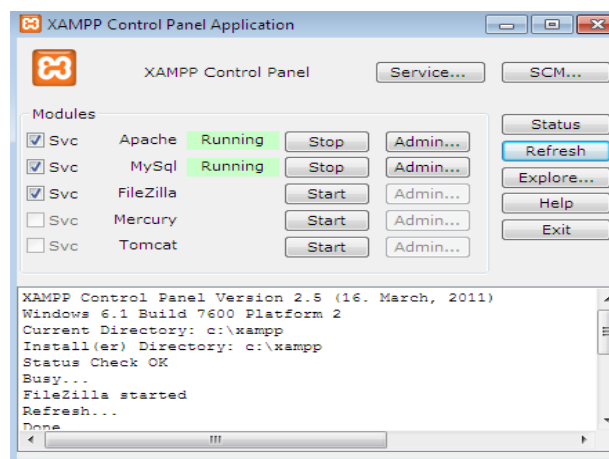 XAMPP Control Panel Application
XAMPP Control Panel Service... SCM...
Modules
Svc Apache Running Stop Admin...
Svc MySql Running Stop Admin...
Svc FileZilla Start Admin...
Svc Mercury Start Admin...
Svc Tomcat Start Admin...
Status
Refresh
Explore...
Help
Exit
XAMPP Control Panel Version 2.5 (16. March, 2011)
Windows 6.1 Build 7600 Platform 2
Current Directory: c:\xampp
Install(er) Directory: c:\xampp
Status Check OK
Busy...
FileZilla started
Refresh...
Done